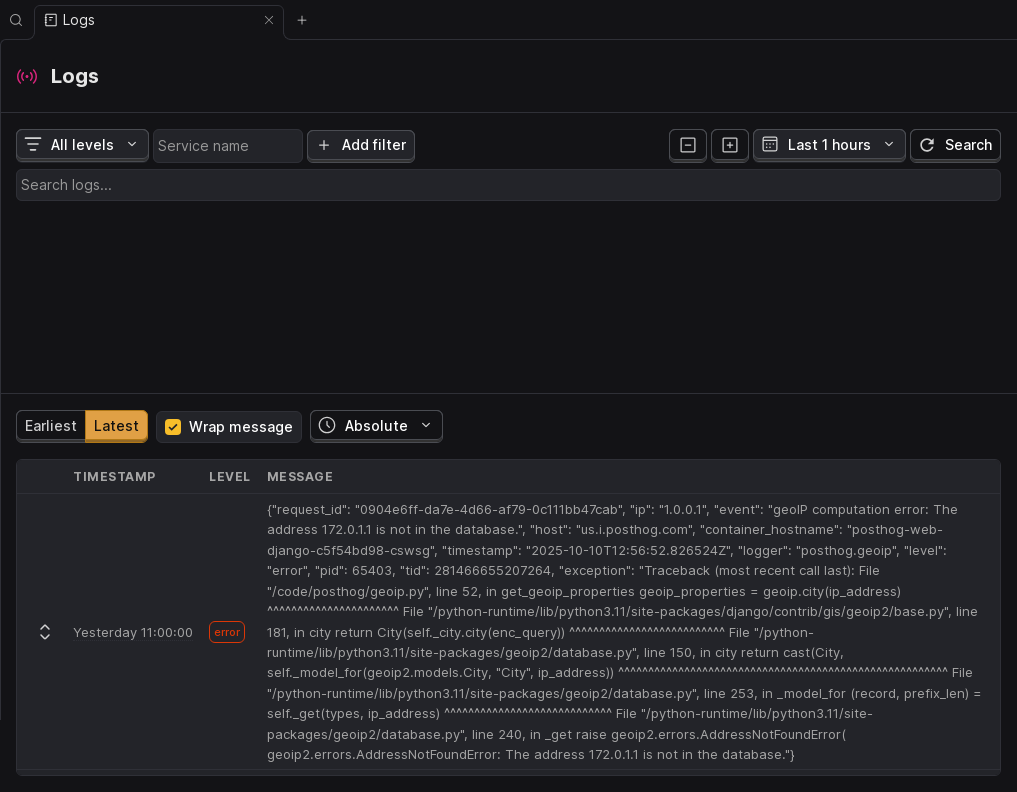 Logs
Logs
All levels
Service name
Add filter
Last 1 hours
Search
Search logs...
Earliest
Latest
Wrap message
Absolute
TIMESTAMP LEVEL MESSAGE
{"request_id": "0904e6ff-da7e-4d66-af79-0c111bb47cab", "ip": "1.0.0.1", "event": "geoIP computation error: The
address 172.0.1.1 is not in the database.", "host": "us.i.posthog.com", "container_hostname": "posthog-web-
django-c5f54bd98-cswsg", "timestamp": "2025-10-10T12:56:52.826524Z", "logger": "posthog.geoip", "level":
"error", "pid": 65403, "tid": 281466655207264, "exception": "Traceback (most recent call last): File
"/code/posthog/geoip.py", line 52, in get_geoip_properties geoip_properties = geoip.city(ip_address)
^^^^^^^^^^^^^^^^^^^^^^ File "/python-runtime/lib/python3.11/site-packages/django/contrib/gis/geoip2/base.py", line
Yesterday 11:00:00 error 181, in city return City(self._city.city(enc_query)) ^^^^^^^^^^^^^^^^^^^^^^^^^^ File "/python-
runtime/lib/python3.11/site-packages/geoip2/database.py", line 150, in city return cast(City,
self._model_for(geoip2.models.City, "City", ip_address)) ^^^^^^^^^^^^^^^^^^^^^^^^^^^^^^^^^^^^^^^^^^^^^^^^^^^^^^^ File
"/python-runtime/lib/python3.11/site-packages/geoip2/database.py", line 253, in _model_for (record, prefix_len) =
self._get(types, ip_address) ^^^^^^^^^^^^^^^^^^^^^^^^^^^^ File "/python-runtime/lib/python3.11/site-
packages/geoip2/database.py", line 240, in _get raise geoip2.errors.AddressNotFoundError(
geoip2.errors.AddressNotFoundError: The address 172.0.1.1 is not in the database."}